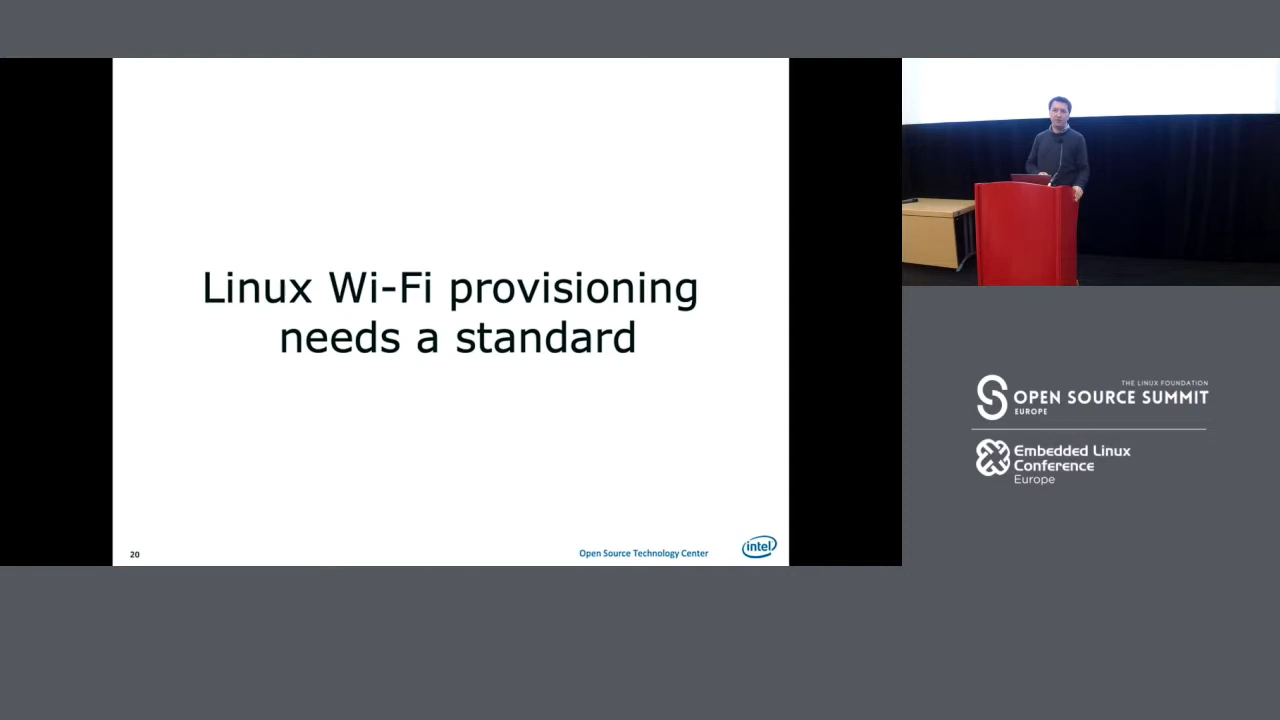 Linux Wi-Fi provisioning
needs a standard
20
Open Source Technology Center
intel
THE LINUX FOUNDATION
OPEN SOURCE SUMMIT
EUROPE
Embedded Linux
Conference
Europe